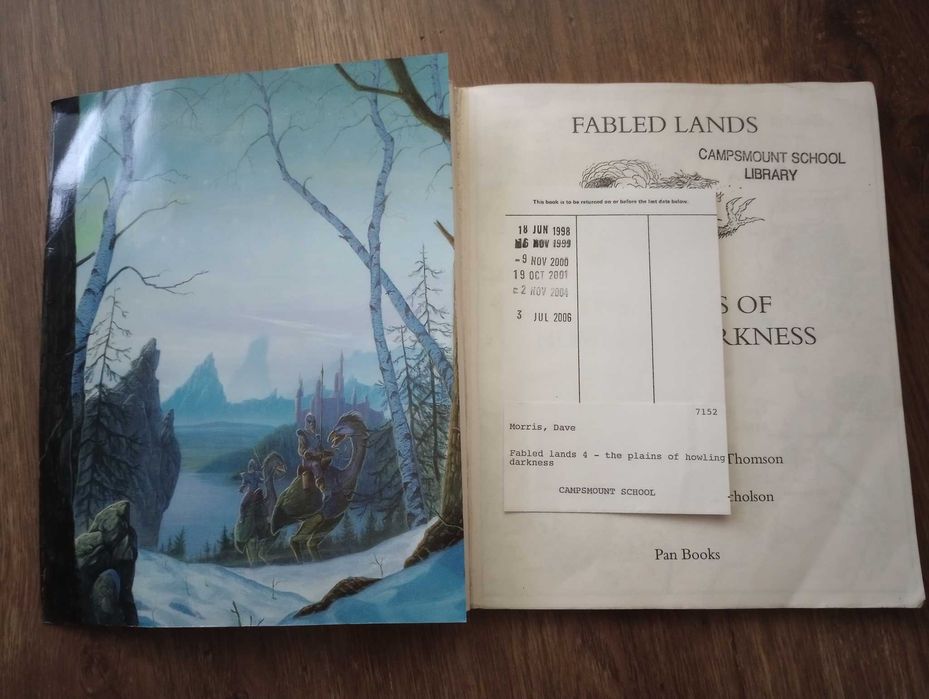 FABLED LANDS
CAMPSMOUNT SCHOOL
LIBRARY
This book is to be returned on or before the last date below.
18 JUN 1998
NOV 1999
-9 NOV 2000
19 OCT 2001
-2 NOV 2004
3 JUL 2006
S OF
RKNESS
7152
Morris, Dave
Fabled lands 4 - the plains of howling
darkness
CAMPSMOUNT SCHOOL
Thomson
cholson
Pan Books